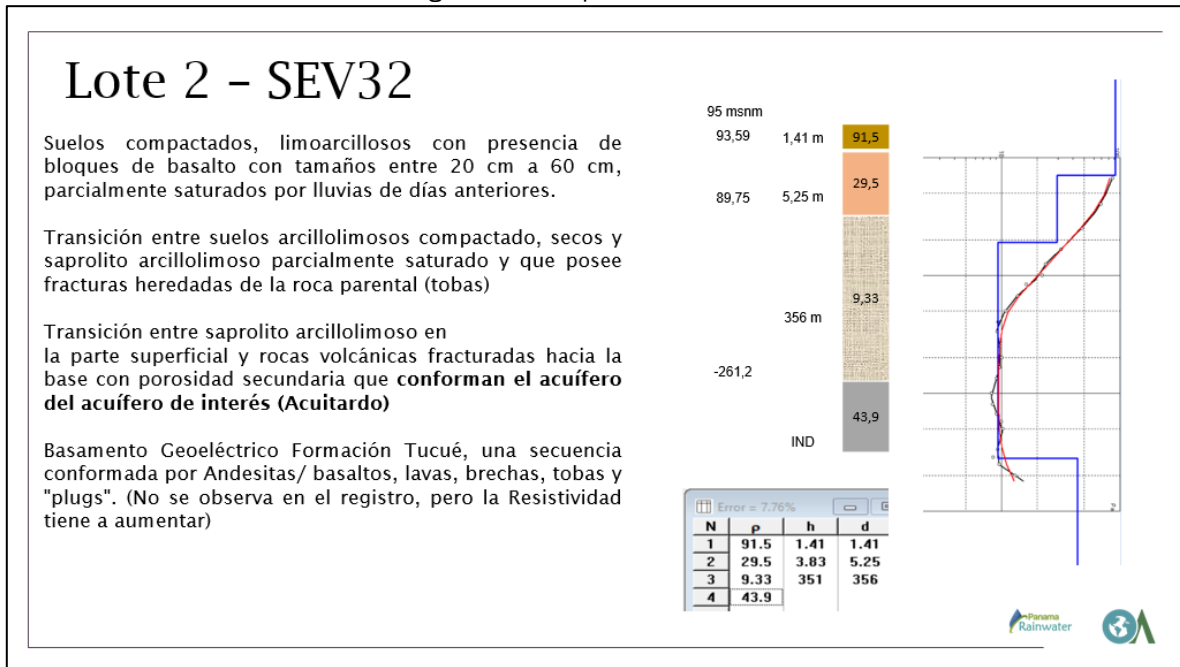 Lote 2 – SEV32
Suelos compactados, limoarcillosos con presencia de
bloques de basalto con tamaños entre 20 cm a 60 cm,
parcialmente saturados por lluvias de días anteriores.
Transición entre suelos arcillolimosos compactado, secos y
saprolito arcillolimoso parcialmente saturado y que posee
fracturas heredadas de la roca parental (tobas)
Transición entre saprolito arcillolimoso en
la parte superficial y rocas volcánicas fracturadas hacia la
base con porosidad secundaria que conforman el acuífero
del acuífero de interés (Acuitardo)
Basamento Geoeléctrico Formación Tucué, una secuencia
conformada por Andesitas/ basaltos, lavas, brechas, tobas y
"plugs". (No se observa en el registro, pero la Resistividad
tiene a aumentar)
95 msnm
93,59 1,41 m 91,5
29,5
89,75 5,25 m
9,33
356 m
-261,2
43,9
IND
Error = 7.76%
N ρ h d
1 91.5 1.41 1.41
2 29.5 3.83 5.25
3 9.33 351 356
4 43.9
Panama
Rainwater